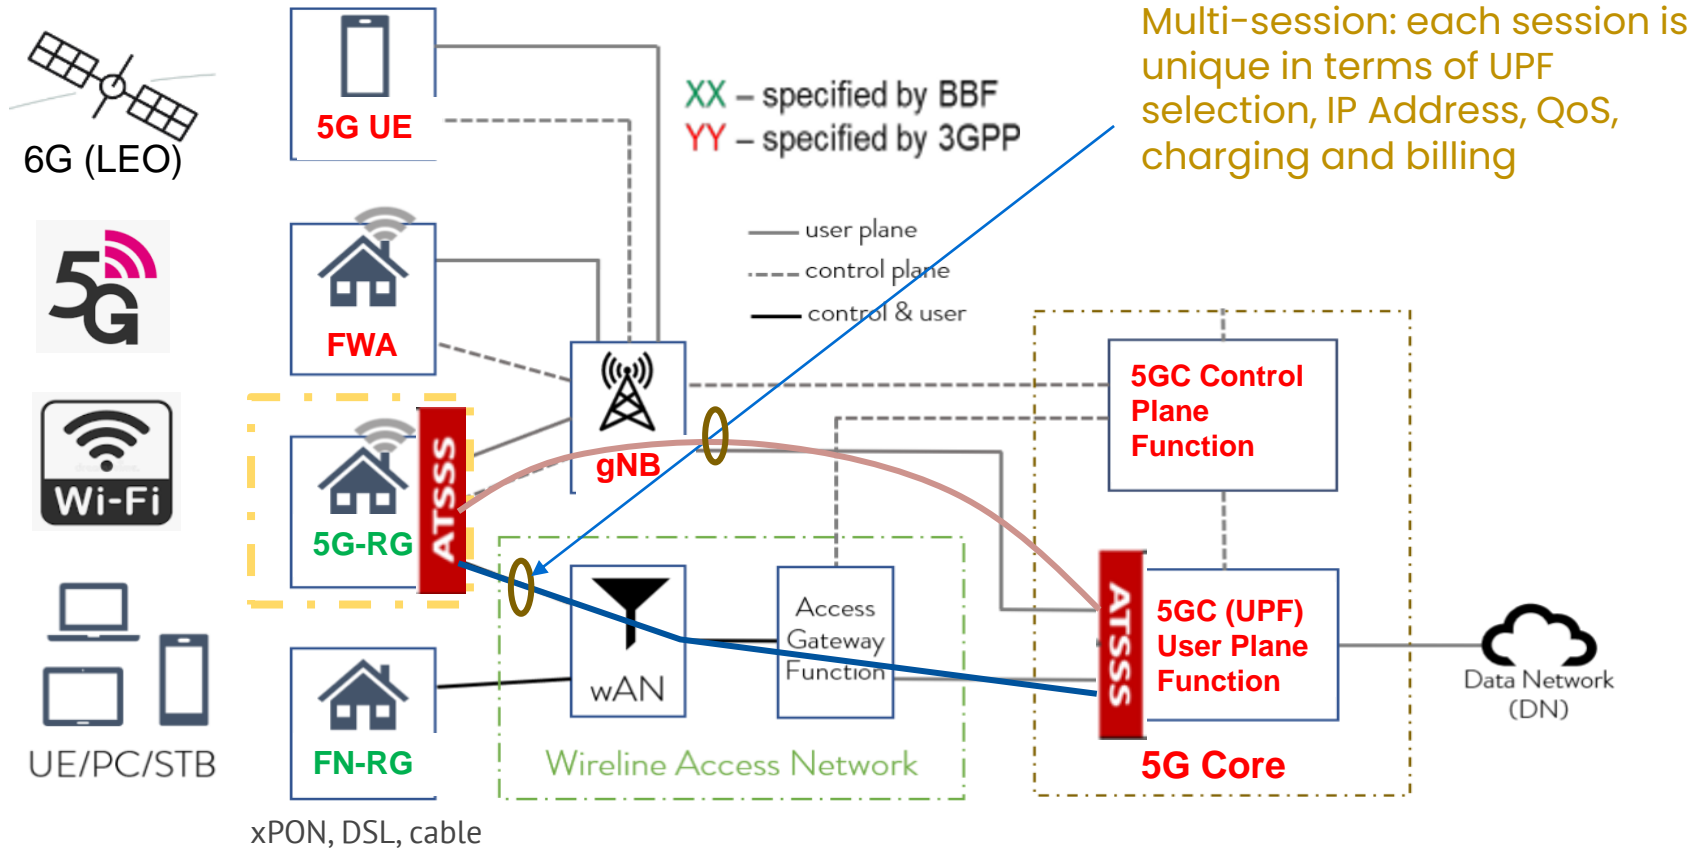 Multi-session: each session is
unique in terms of UPF
selection, IP Address, QoS,
charging and billing
XX – specified by BBF
YY – specified by 3GPP
6G (LEO)
5G UE
user plane
control plane
control & user
5G
FWA
Wi-Fi
5G-RG
ATSSS
gNB
5GC Control
Plane
Function
wAN
Access
Gateway
Function
ATSSS
5GC (UPF)
User Plane
Function
Data Network
(DN)
UE/PC/STB
FN-RG
Wireline Access Network
5G Core
xPON, DSL, cable